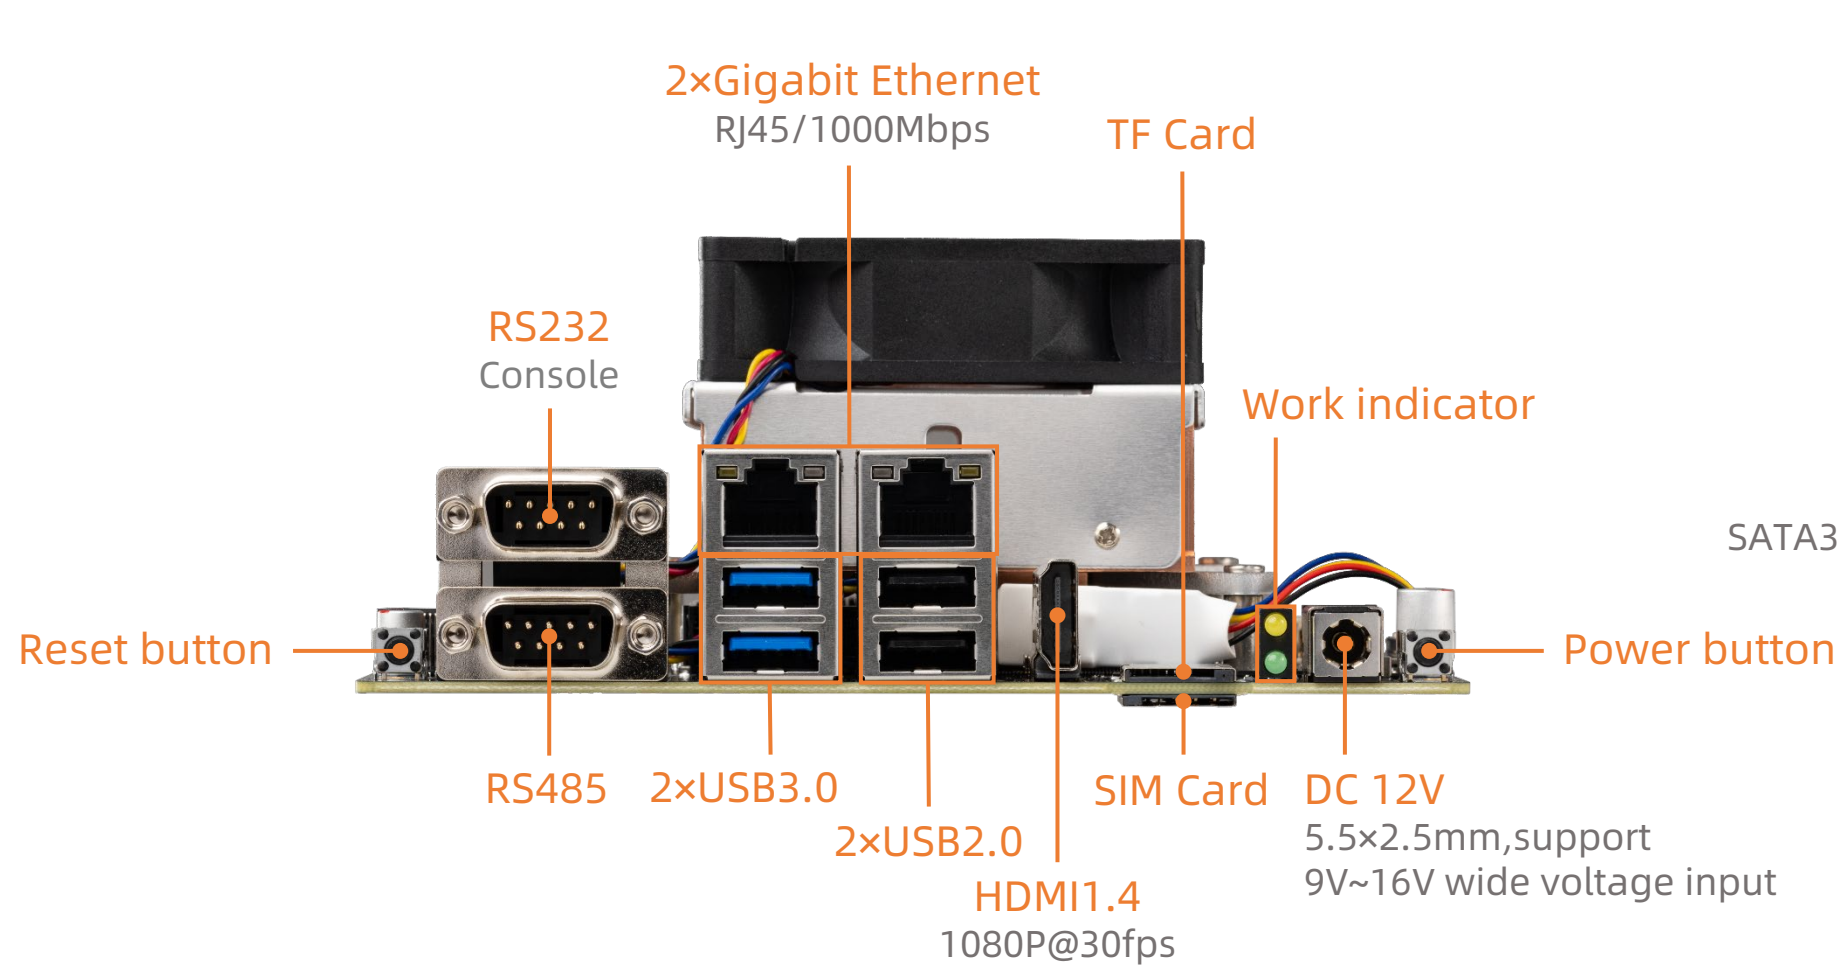 2×Gigabit Ethernet
RJ45/1000Mbps
TF Card
RS232
Console
Work indicator
SATA3
Reset button
Power button
RS485
2×USB3.0
SIM Card
DC 12V
2×USB2.0
5.5×2.5mm,support
9V~16V wide voltage input
HDMI1.4
1080P@30fps